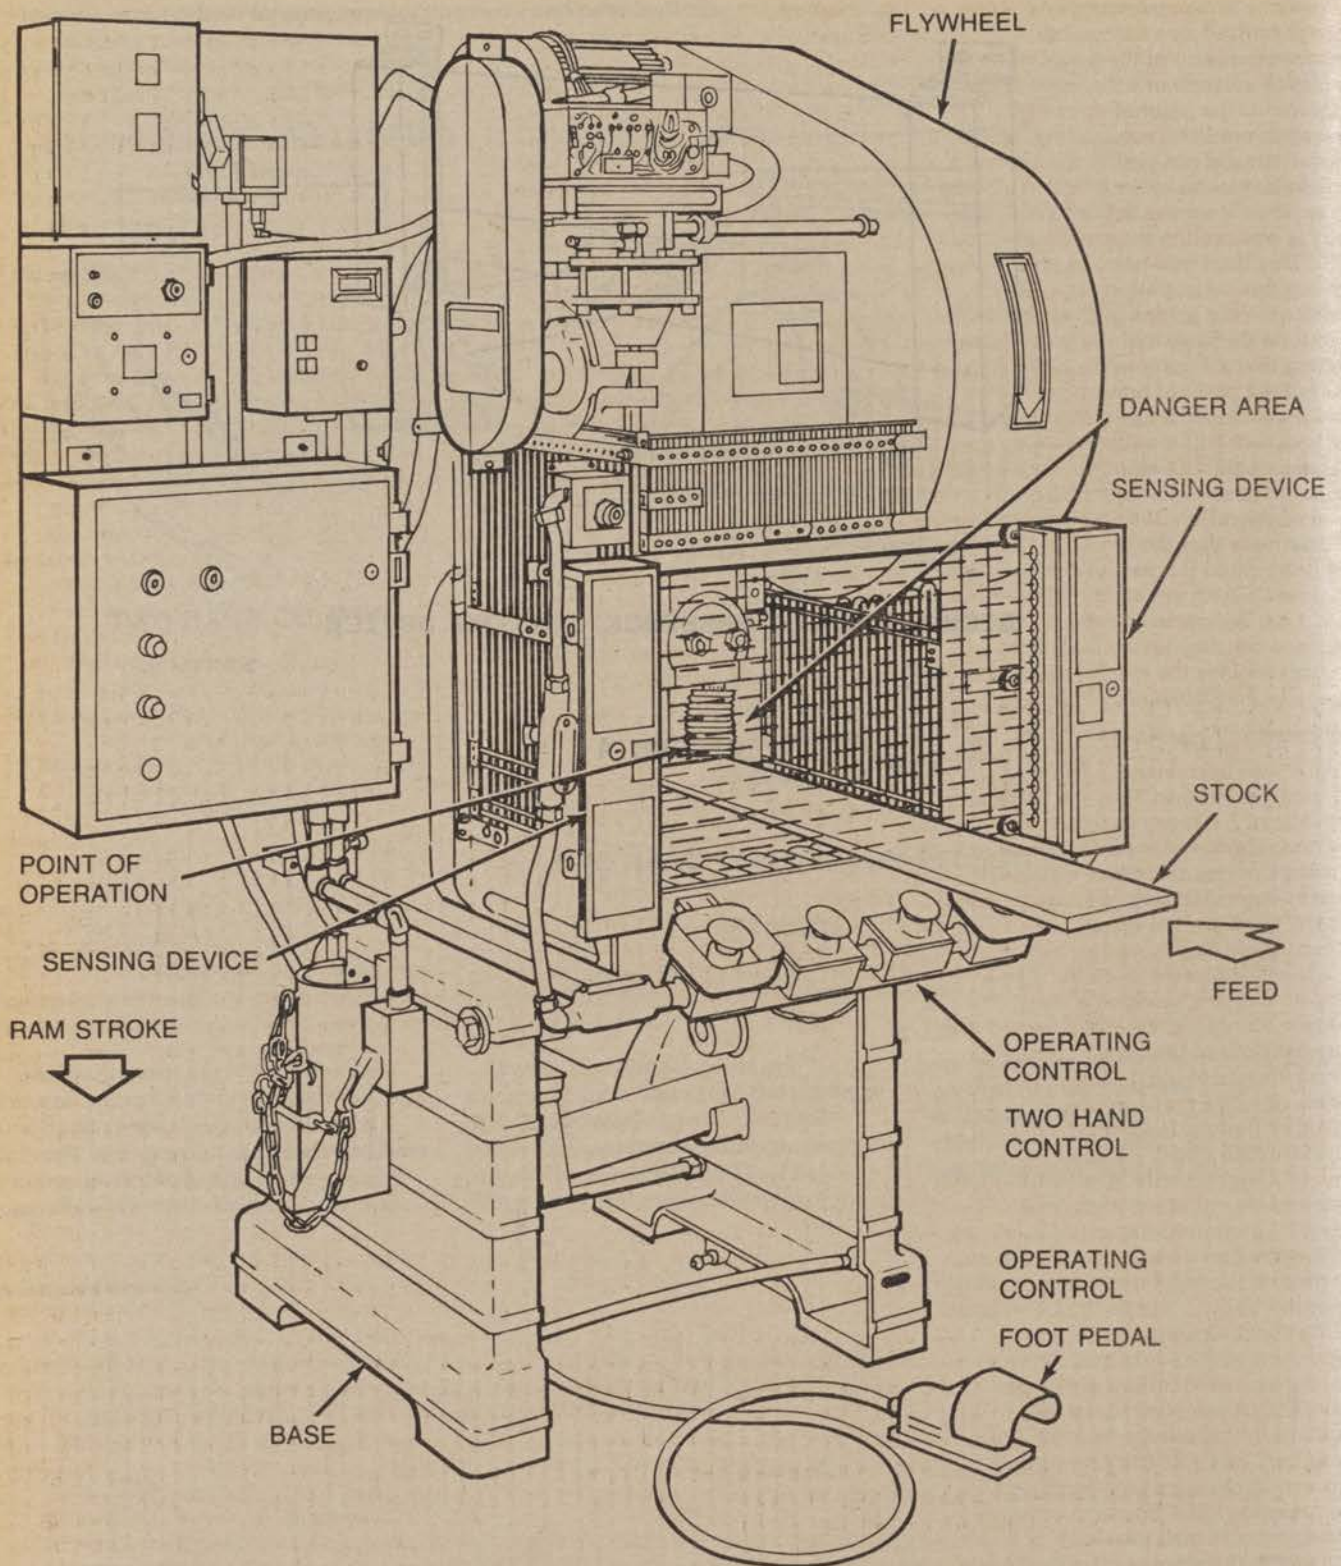 FLYWHEEL
DANGER AREA
SENSING DEVICE
STOCK
POINT OF
OPERATION
SENSING DEVICE
FEED
RAM STROKE
OPERATING
CONTROL
TWO HAND
CONTROL
OPERATING
CONTROL
FOOT PEDAL
BASE